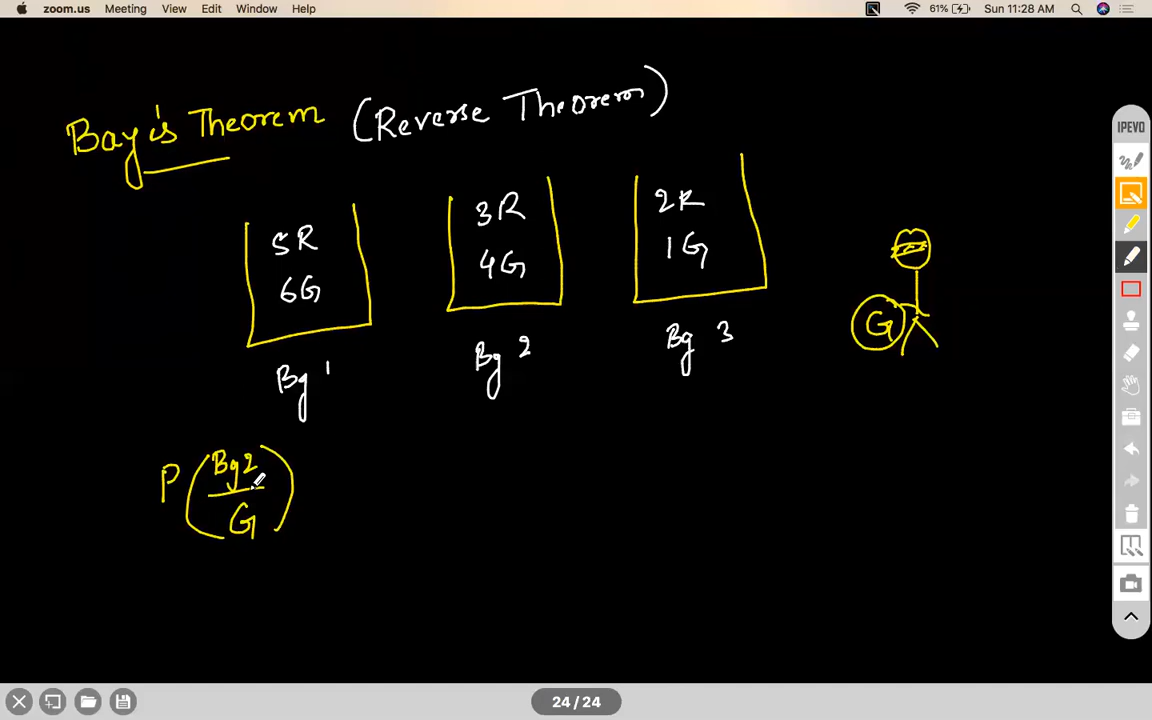 zoom.us Meeting View Edit Window Help 61% Sun 11:28 AM
Bay's Theorem (Reverse Theorem)
5R 3R 2R
6G 4G 1G
IPEVO
G
Bg 1 Bg 2 Bg 3
P(Bg2/G)
24 / 24